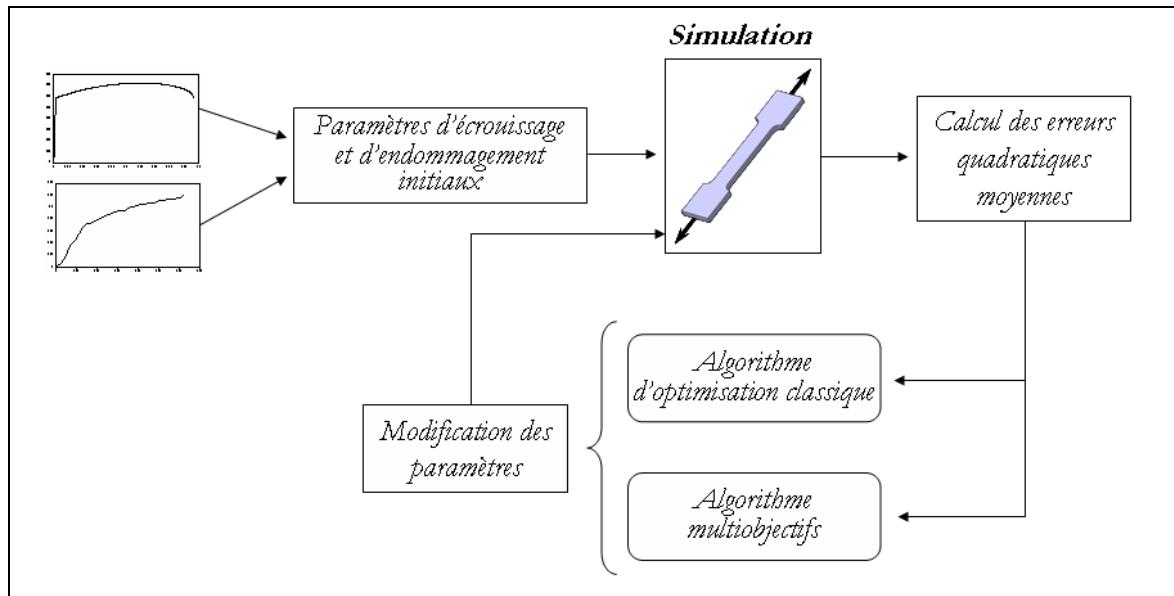 Simulation
Paramètres d'écrouissage
et d'endommagement
initiaux
Calcul des erreurs
quadratiques
moyennes
Algorithme
d'optimisation classique
Modification des
paramètres
Algorithme
multiobjectifs